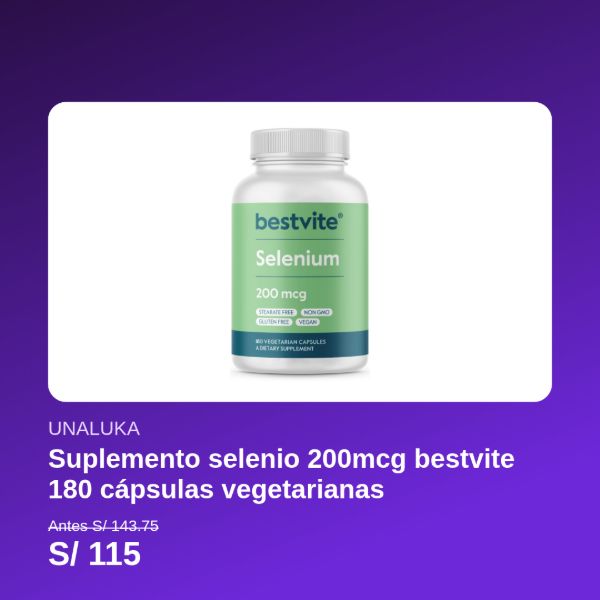 bestvite®
Selenium
200 mcg
STEARATE FREE NON GMO
GLUTEN FREE VEGAN
180 VEGETARIAN CAPSULES
A DIETARY SUPPLEMENT
UNALUKA
Suplemento selenio 200mcg bestvite
180 cápsulas vegetarianas
Antes S/ 143.75
S/ 115